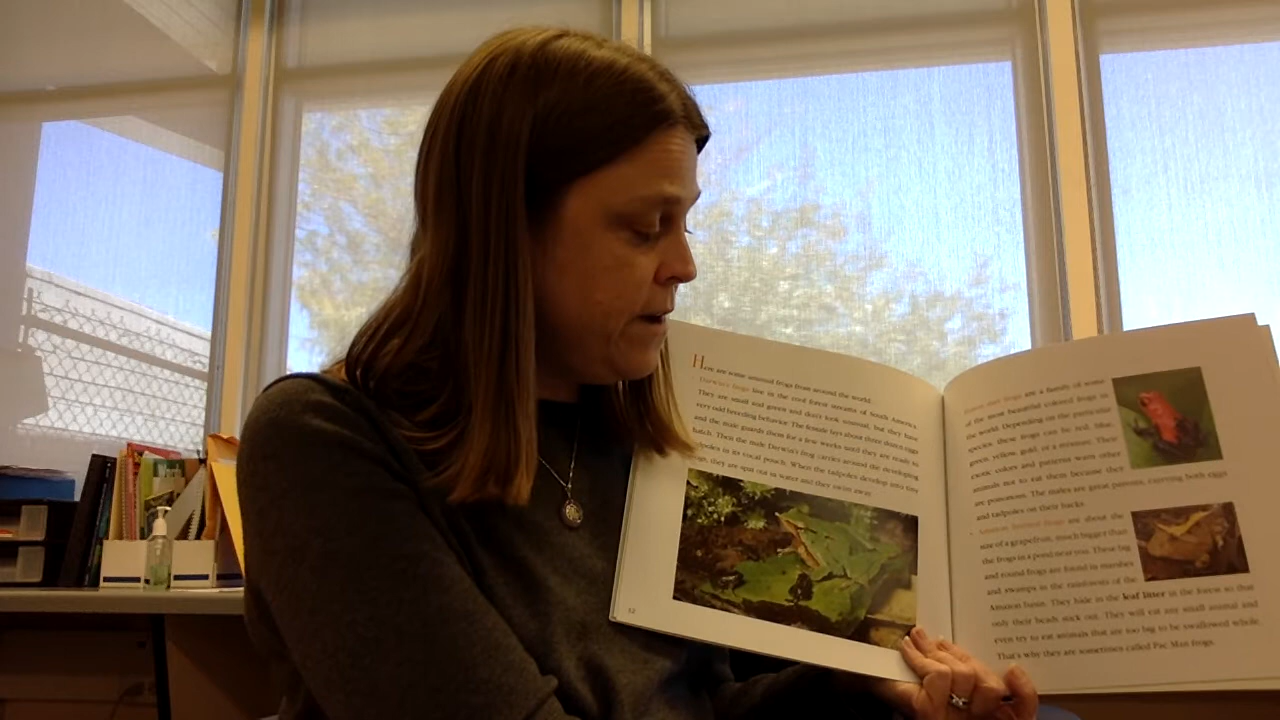 Here are some unusual frogs from around the world:
Darwin's frogs live in the cool forest streams of South America.
They are small and green and don't look unusual, but they have
very odd breeding behavior. The female lays about three dozen eggs
and the male guards them for a few weeks until they are ready to
hatch. Then the male Darwin's frog carries around the developing
tadpoles in its vocal pouch. When the tadpoles develop into tiny
frogs, they are spat out in water and they swim away.
12
Poison dart frogs are a family of some
of the most beautiful colored frogs in
the world. Depending on the particular
species, these frogs can be red, blue,
green, yellow, gold, or a mixture. Their
exotic colors and patterns warn other
animals not to eat them because they
are poisonous. The males are great parents, carrying both eggs
and tadpoles on their backs.
Amazon horned frogs are about the
size of a grapefruit, much bigger than
the frogs in a pond near you. These big
and round frogs are found in marshes
and swamps in the rainforests of the
Amazon Basin. They hide in the leaf litter in the forest so that
only their heads stick out. They will eat any small animal and
even try to eat animals that are too big to be swallowed whole.
That's why they are sometimes called Pac Man frogs.